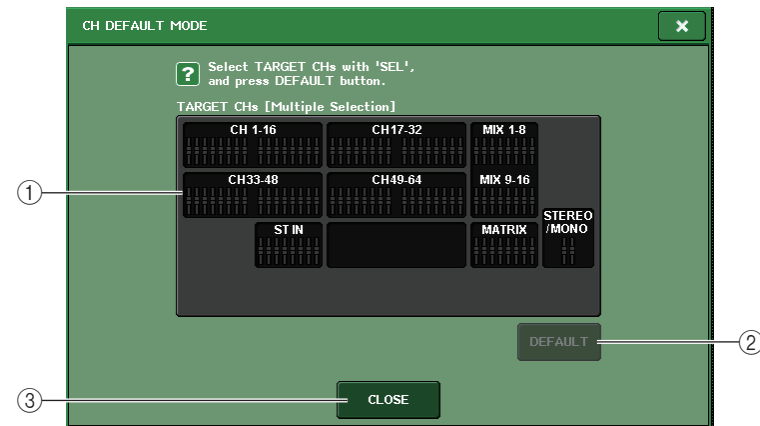 CH DEFAULT MODE
×
? Select TARGET CHs with 'SEL',
and press DEFAULT button.
TARGET CHs [Multiple Selection]
CH 1-16 CH17-32 MIX 1-8
① CH33-48 CH49-64 MIX 9-16
STEREO
/MONO
ST IN MATRIX
DEFAULT ②
③ CLOSE